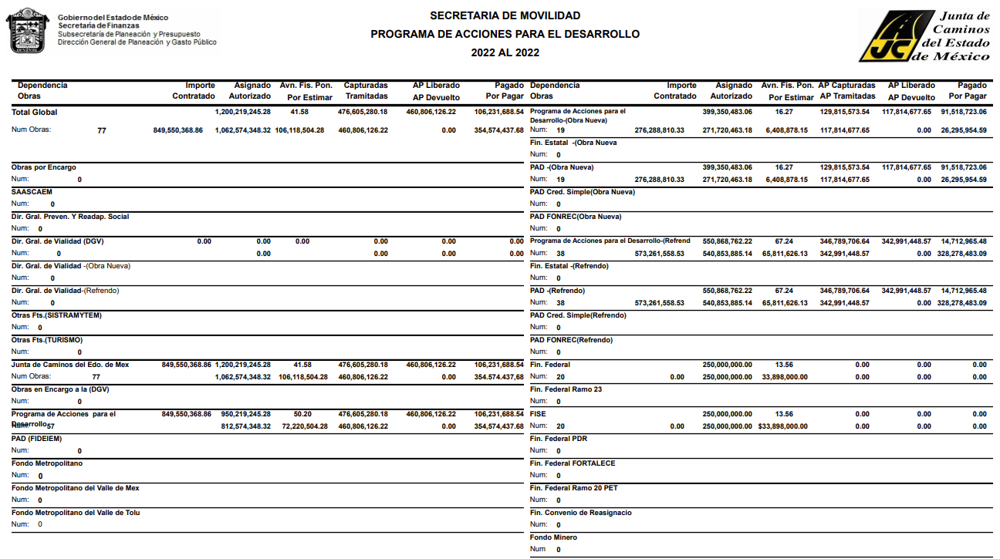 Gobierno del Estado de México
Secretaría de Finanzas
Subsecretaría de Planeación y Presupuesto
Dirección General de Planeación y Gasto Público
SECRETARIA DE MOVILIDAD
PROGRAMA DE ACCIONES PARA EL DESARROLLO
2022 AL 2022
Junta de
Caminos
del Estado
de México
Dependencia Importe Asignado Avn. Fis. Pon. Capturadas AP Liberado Pagado
Obras Contratado Autorizado Por Estimar Tramitadas AP Devuelto Por Pagar
Total Global 1,200,219,245.28 41.58 476,605,280.18 460,806,126.22 106,231,688.54
Num Obras: 77 849,550,368.86 1,062,574,348.32 106,118,504.28 460,806,126.22 0.00 354,574,437.68
Obras por Encargo
Num: 0
SAASCAEM
Num: 0
Dir. Gral. Preven. Y Readap. Social
Num: 0
Dir. Gral. de Vialidad (DGV) 0.00 0.00 0.00 0.00 0.00 0.00
Num: 0 0.00 0.00 0.00 0.00
Dir. Gral. de Vialidad -(Obra Nueva)
Num: 0
Dir. Gral. de Vialidad-(Refrendo)
Num: 0
Otras Fts.(SISTRAMYTEM)
Num: 0
Otras Fts.(TURISMO)
Num: 0
Junta de Caminos del Edo. de Mex 849,550,368.86 1,200,219,245.28 41.58 476,605,280.18 460,806,126.22 106,231,688.54
Num Obras: 77 1,062,574,348.32 106,118,504.28 460,806,126.22 0.00 354.574.437,68
Obras en Encargo a la (DGV)
Num: 0
Programa de Acciones para el 849,550,368.86 950,219,245.28 50.20 476,605,280.18 460,806,126.22 106,231,688.54
Desarrollo
Num: 57 812,574,348.32 72,220,504.28 460,806,126.22 0.00 354,574,437.68
PAD (FIDEIEM)
Num: 0
Fondo Metropolitano
Num: 0
Fondo Metropolitano del Valle de Mex
Num: 0
Fondo Metropolitano del Valle de Tolu
Num: 0
Dependencia Importe Asignado Avn. Fis. Pon. AP Capturadas AP Liberado Pagado
Obras Contratado Autorizado Por Estimar AP Tramitadas AP Devuelto Por Pagar
Programa de Acciones para el 399,350,483.06 16.27 129,815,573.54 117,814,677.65 91,518,723.06
Desarrollo-(Obra Nueva)
Num: 19 276,288,810.33 271,720,463.18 6,408,878.15 117,814,677.65 0.00 26,295,954.59
Fin. Estatal -(Obra Nueva
Num: 0
PAD -(Obra Nueva) 399,350,483.06 16.27 129,815,573.54 117,814,677.65 91,518,723.06
Num: 19 276,288,810.33 271,720,463.18 6,408,878.15 117,814,677.65 0.00 26,295,954.59
PAD Cred. Simple(Obra Nueva)
Num: 0
PAD FONREC(Obra Nueva)
Num: 0
Programa de Acciones para el Desarrollo-(Refrend 550,868,762.22 67.24 346,789,706.64 342,991,448.57 14,712,965.48
Num: 38 573,261,558.53 540,853,885.14 65,811,626.13 342,991,448.57 0.00 328,278,483.09
Fin. Estatal -(Refrendo)
Num: 0
PAD -(Refrendo) 550,868,762.22 67.24 346,789,706.64 342,991,448.57 14,712,965.48
Num: 38 573,261,558.53 540,853,885.14 65,811,626.13 342,991,448.57 0.00 328,278,483.09
PAD Cred. Simple(Refrendo)
Num: 0
PAD FONREC(Refrendo)
Num: 0
Fin. Federal 250,000,000.00 13.56 0.00 0.00 0.00
Num: 20 0.00 250,000,000.00 33,898,000.00 0.00 0.00 0.00
Fin. Federal Ramo 23
Num: 0
FISE 250,000,000.00 13.56 0.00 0.00 0.00
Num: 20 0.00 250,000,000.00 $33,898,000.00 0.00 0.00 0.00
Fin. Federal PDR
Num: 0
Fin. Federal FORTALECE
Num: 0
Fin. Federal Ramo 20 PET
Num: 0
Fin. Convenio de Reasignacio
Num: 0
Fondo Minero
Num 0